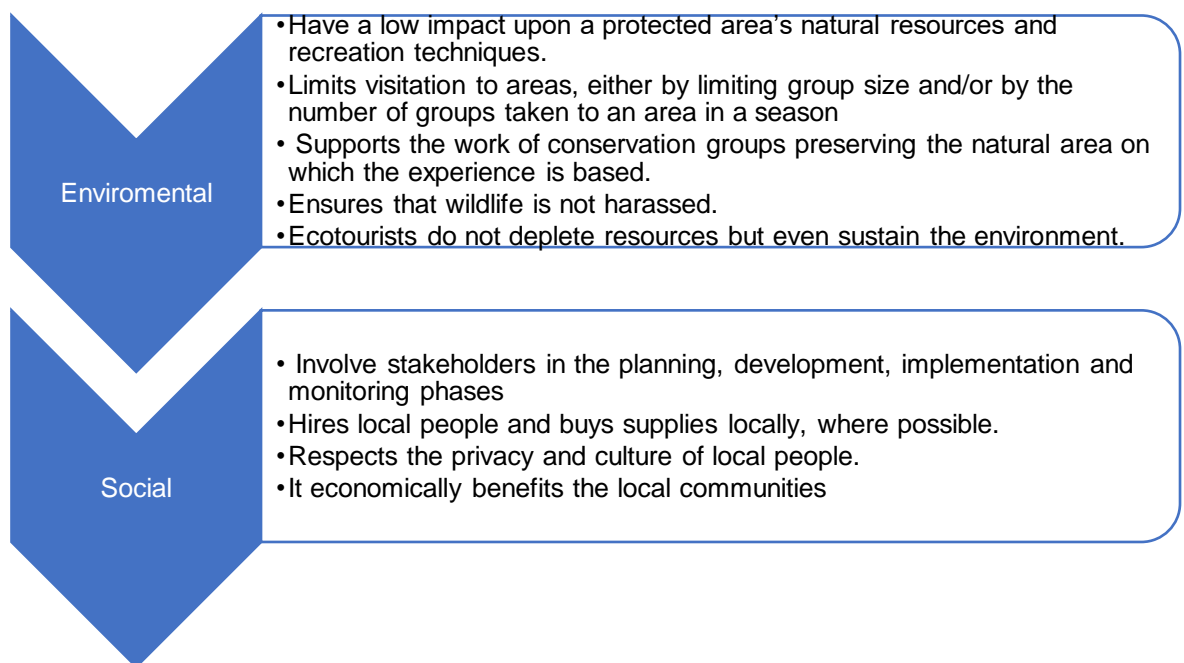 •Have a low impact upon a protected area's natural resources and
recreation techniques.
•Limits visitation to areas, either by limiting group size and/or by the
number of groups taken to an area in a season
• Supports the work of conservation groups preserving the natural area on
which the experience is based.
•Ensures that wildlife is not harassed.
•Ecotourists do not deplete resources but even sustain the environment.
Enviromental
• Involve stakeholders in the planning, development, implementation and
monitoring phases
•Hires local people and buys supplies locally, where possible.
•Respects the privacy and culture of local people.
•It economically benefits the local communities
Social